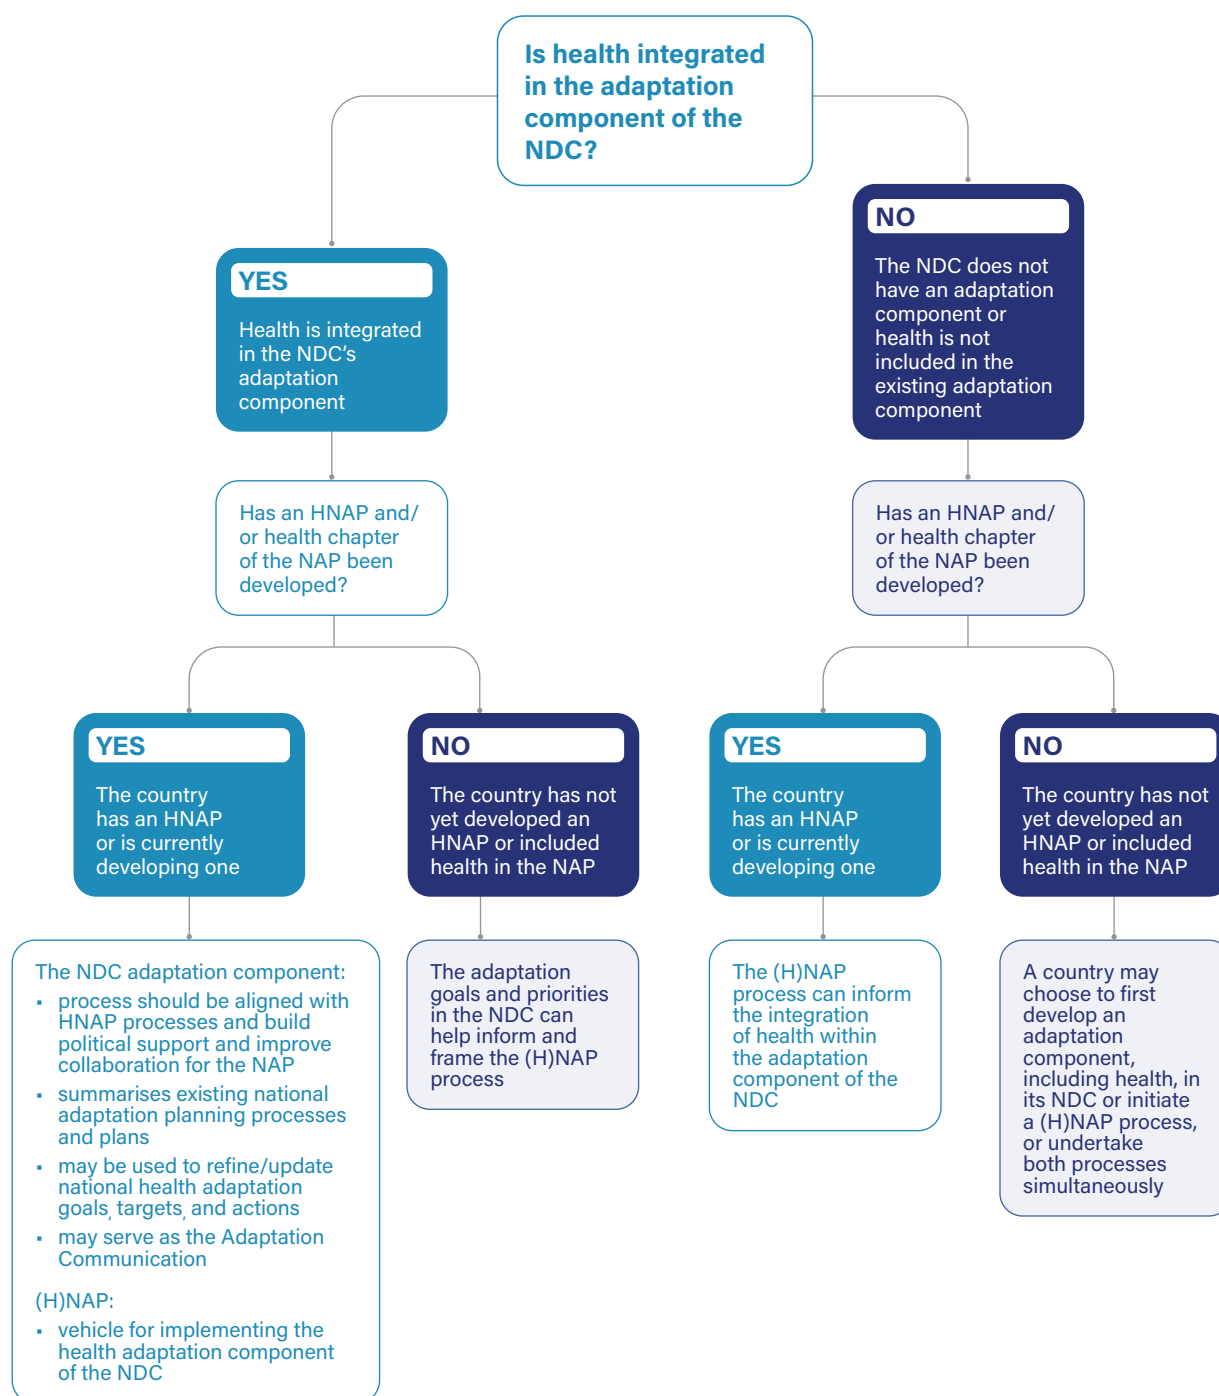 Is health integrated
in the adaptation
component of the
NDC?
YES
Health is integrated
in the NDC's
adaptation
component
NO
The NDC does not
have an adaptation
component or
health is not
included in the
existing adaptation
component
Has an HNAP and/
or health chapter
of the NAP been
developed?
Has an HNAP and/
or health chapter
of the NAP been
developed?
YES
The country
has an HNAP
or is currently
developing one
NO
The country has not
yet developed an
HNAP or included
health in the NAP
YES
The country
has an HNAP
or is currently
developing one
NO
The country has not
yet developed an
HNAP or included
health in the NAP
The NDC adaptation component:
▪ process should be aligned with
HNAP processes and build
political support and improve
collaboration for the NAP
▪ summarises existing national
adaptation planning processes
and plans
▪ may be used to refine/update
national health adaptation
goals, targets, and actions
▪ may serve as the Adaptation
Communication
(H)NAP:
▪ vehicle for implementing the
health adaptation component
of the NDC
The adaptation
goals and priorities
in the NDC can
help inform and
frame the (H)NAP
process
The (H)NAP
process can inform
the integration
of health within
the adaptation
component of the
NDC
A country may
choose to first
develop an
adaptation
component,
including health, in
its NDC or initiate
a (H)NAP process,
or undertake
both processes
simultaneously